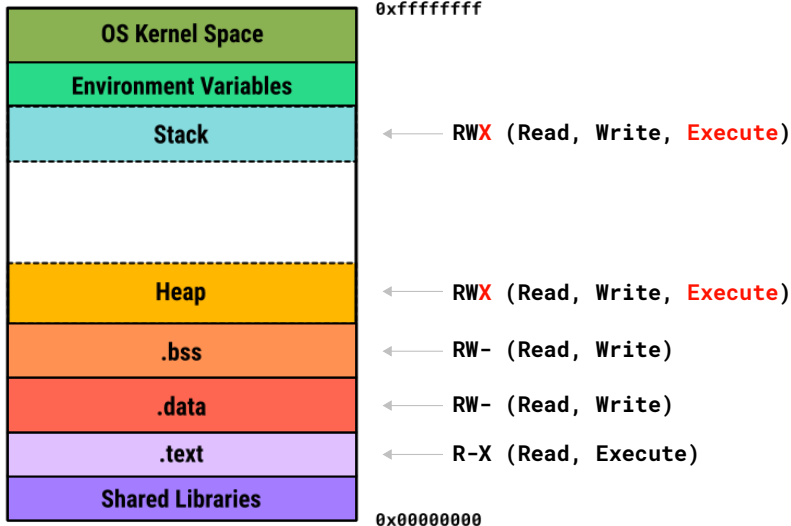 0xffffffff
OS Kernel Space
Environment Variables
Stack
RWX (Read, Write, Execute)
Heap
RWX (Read, Write, Execute)
.bss
RW- (Read, Write)
.data
RW- (Read, Write)
.text
R-X (Read, Execute)
Shared Libraries
0x00000000